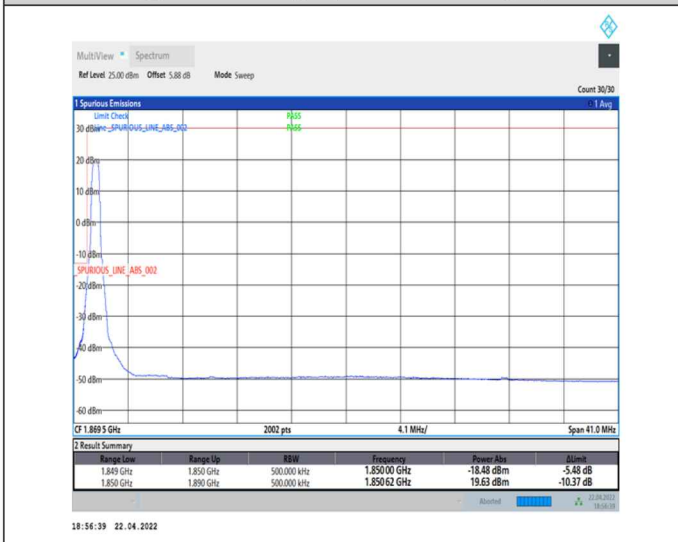 MultiView Spectrum
Ref Level 25.00 dBm Offset 5.88 dB Mode Sweep
Count 30/30
1 Spurious Emissions 1 Avg
Limit Check PASS
30 dBm Line _SPURIOUS_LINE_ABS_002 PASS
20 dBm
10 dBm
0 dBm
-10 dBm
_SPURIOUS_LINE_ABS_002
-20 dBm
-30 dBm
-40 dBm
-50 dBm
-60 dBm
CF 1.869 5 GHz 2002 pts 4.1 MHz/ Span 41.0 MHz
2 Result Summary
Range Low Range Up RBW Frequency Power Abs ΔLimit
1.849 GHz 1.850 GHz 500.000 kHz 1.85000 GHz -18.48 dBm -5.48 dB
1.850 GHz 1.890 GHz 500.000 kHz 1.85062 GHz 19.63 dBm -10.37 dB
Aborted 22.04.2022
18:56:39
18:56:39 22.04.2022